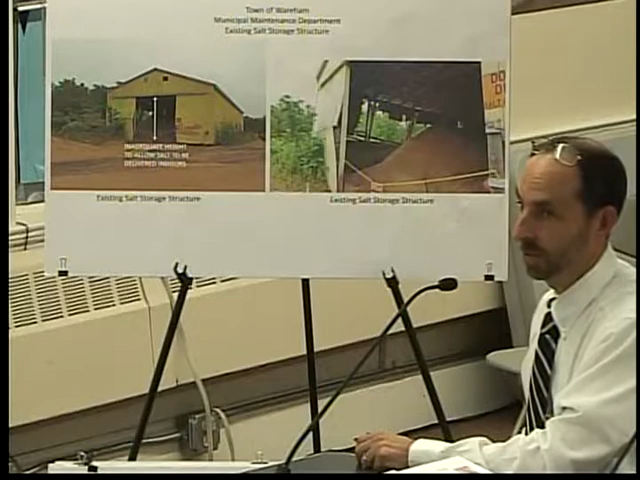 Town of Wareham
Municipal Maintenance Department
Existing Salt Storage Structure
INADEQUATE HEIGHT
TO ALLOW SALT TO BE
DELIVERED INDOORS
Existing Salt Storage Structure
Existing Salt Storage Structure